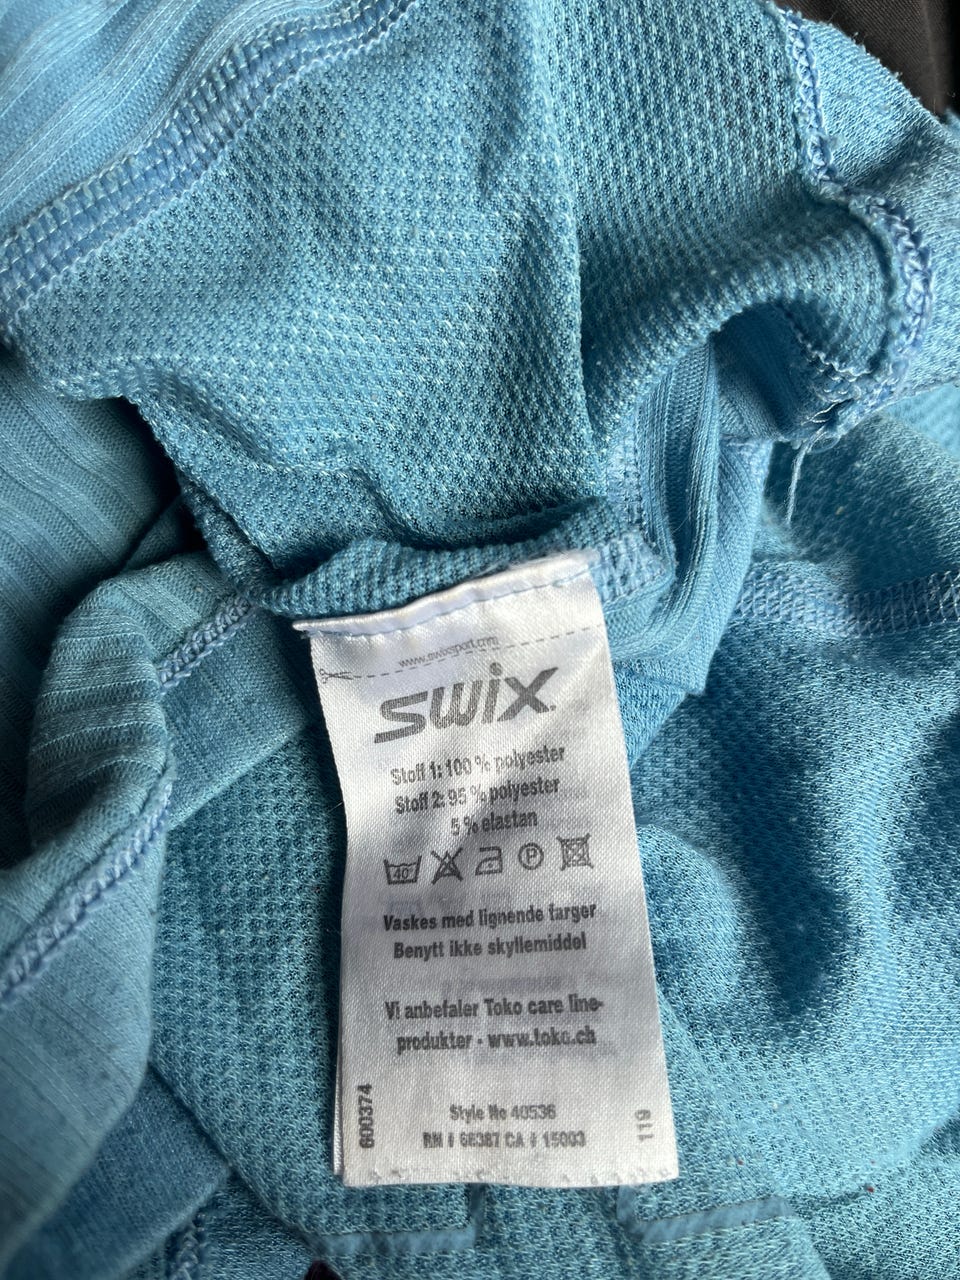 www.swixsport.com
swix
Stoff 1: 100 % polyester
Stoff 2: 95 % polyester
5 % elastan
40°
P
Vaskes med lignende farger
Benytt ikke skyllemiddel
Vi anbefaler Toko care line-
produkter - www.toko.ch
600374
Style No 40536
RN # 66387 CA # 15003
119